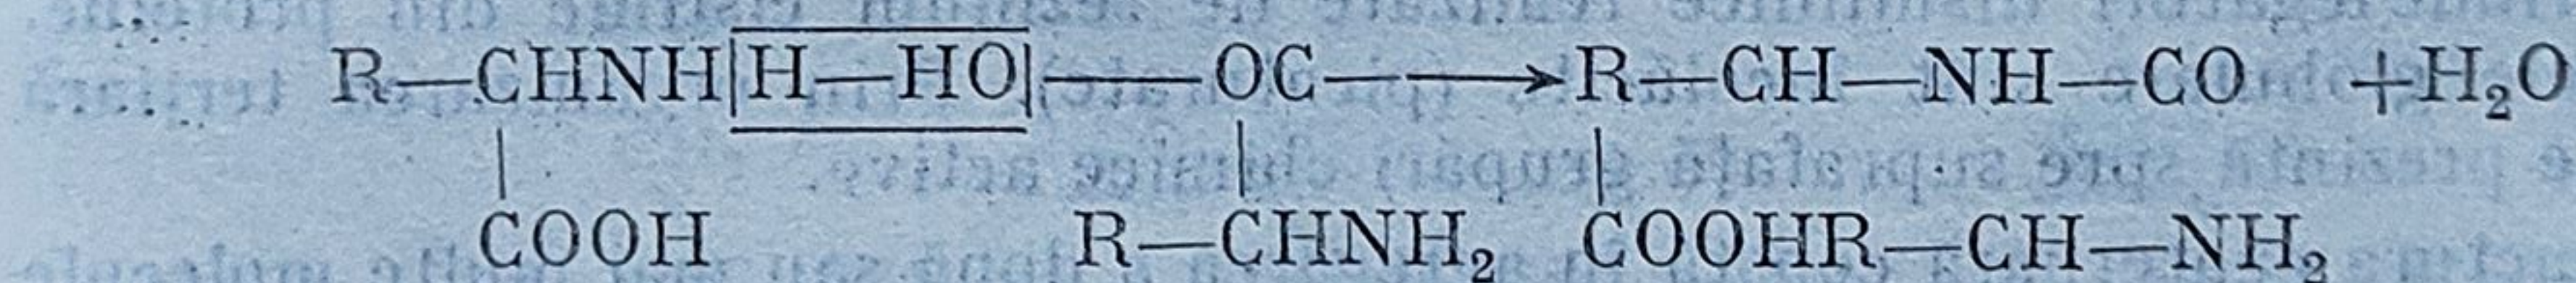 R—CHNH|H—HO|——OC——→R—CH—NH—CO +H₂O
COOH R—CHNH₂ COOHR—CH—NH₂